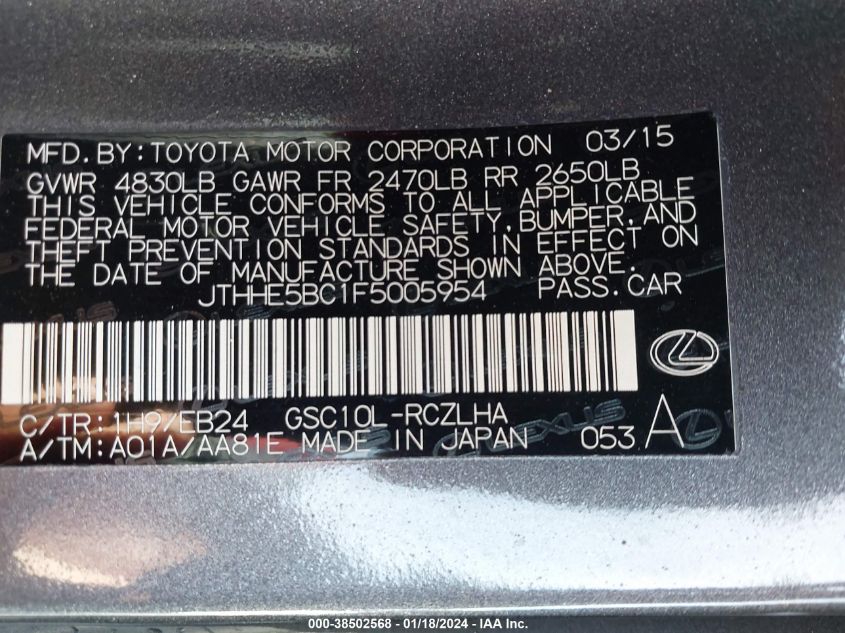 MFD.BY:TOYOTA MOTOR CORPORATION 03/15
GVWR 4830LB GAWR FR 2470LB RR 2650LB
THIS VEHICLE CONFORMS TO ALL APPLICABLE
FEDERAL MOTOR VEHICLE SAFETY,BUMPER,AND
THEFT PREVENTION STANDARDS IN EFFECT ON
THE DATE OF MANUFACTURE SHOWN ABOVE.
JTHHE5BC1F5005954 PASS.CAR
C/TR:1H9/EB24 GSC10L-RCZLHA
A/TM:A01A/AA81E MADE IN JAPAN 053 A
LEXUS
000-38502568 - 01/18/2024 - IAA Inc.